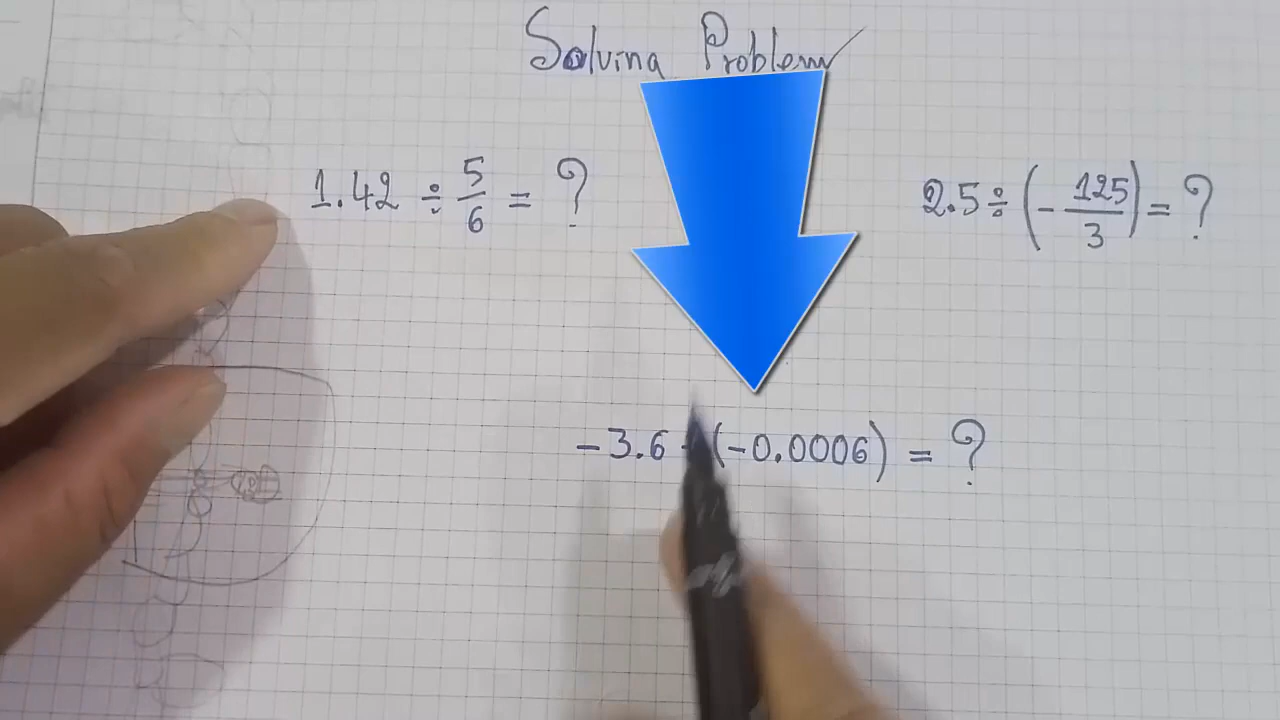 Solving Problem
1.42 ÷ 5/6 = ?
2.5 ÷ (- 125/3) = ?
-3.6 (-0.0006) = ?